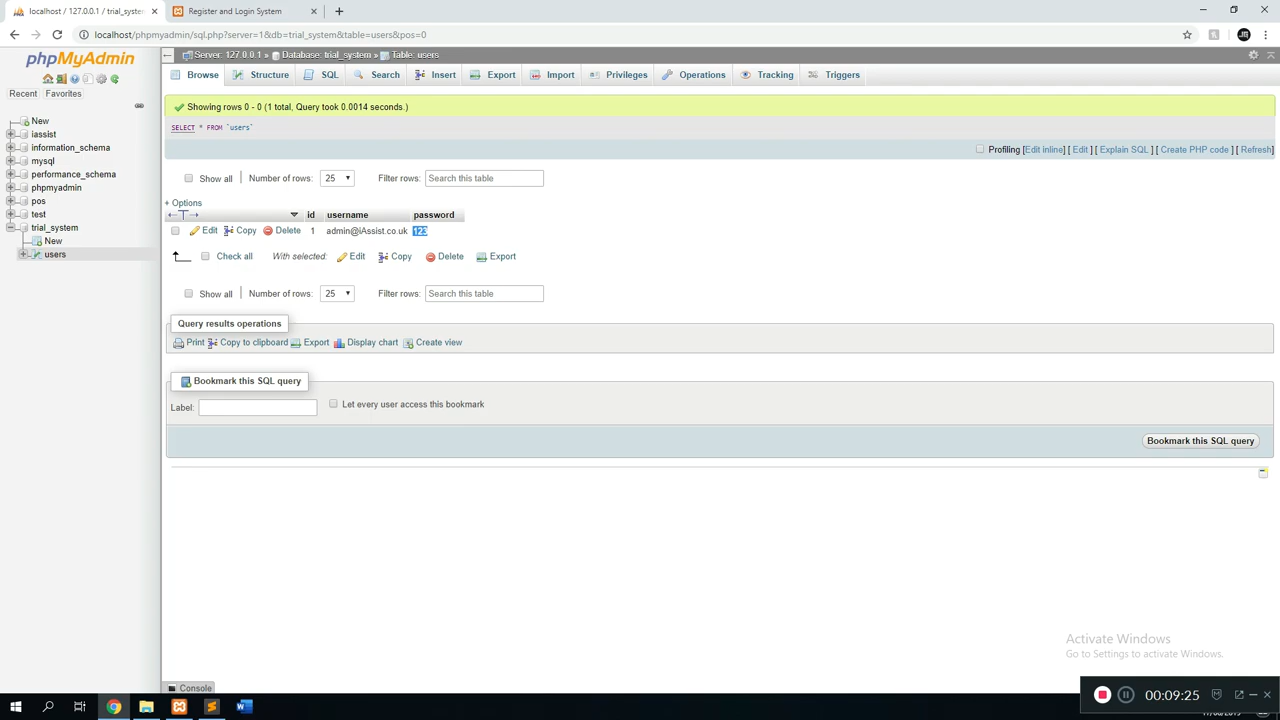 localhost / 127.0.0.1 / trial_system
Register and Login System
localhost/phpmyadmin/sql.php?server=1&db=trial_system&table=users&pos=0
phpMyAdmin
Recent Favorites
New
iassist
information_schema
mysql
performance_schema
phpmyadmin
pos
test
trial_system
New
users
Server: 127.0.0.1 » Database: trial_system » Table: users
Browse Structure SQL Search Insert Export Import Privileges Operations Tracking Triggers
Showing rows 0 - 0 (1 total, Query took 0.0014 seconds.)
SELECT * FROM `users`
Profiling [Edit inline] [ Edit ] [ Explain SQL ] [ Create PHP code ] [ Refresh]
Show all | Number of rows: 25 Filter rows: Search this table
+ Options
←T→ id username password
Edit Copy Delete 1 admin@iAssist.co.uk 123
Check all With selected: Edit Copy Delete Export
Show all | Number of rows: 25 Filter rows: Search this table
Query results operations
Print Copy to clipboard Export Display chart Create view
Bookmark this SQL query
Label: Let every user access this bookmark
Bookmark this SQL query
Console
Activate Windows
Go to Settings to activate Windows.
00:09:25